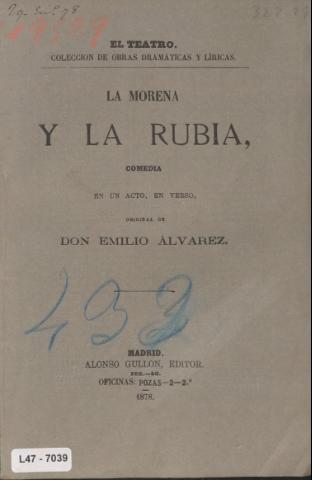 EL TEATRO.
COLECCION DE OBRAS DRAMÁTICAS Y LÍRICAS.
LA MORENA
Y LA RUBIA,
COMEDIA
EN UN ACTO, EN VERSO,
ORIGINAL DE
DON EMILIO ÁLVAREZ.
MADRID.
ALONSO GULLON, EDITOR.
OFICINAS: POZAS—2—2.º
1878.
L47 - 7039